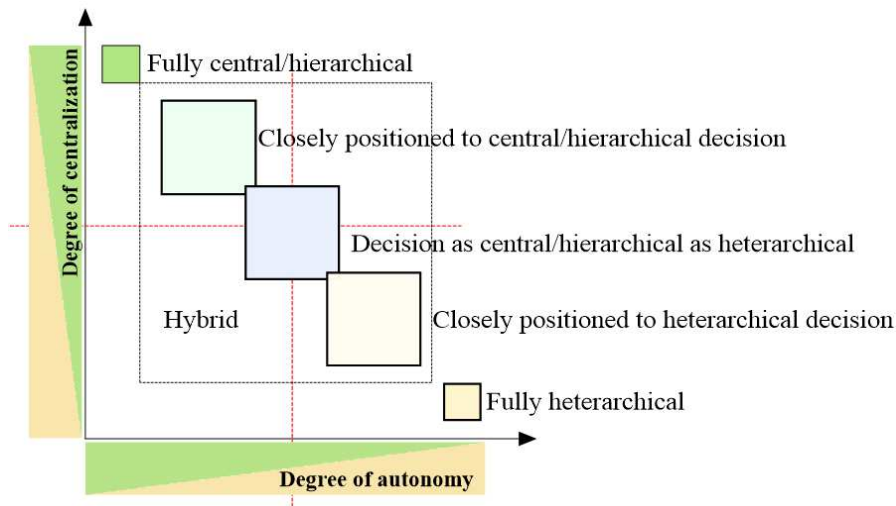 Fully central/hierarchical
Degree of centralization
Closely positioned to central/hierarchical decision
Decision as central/hierarchical as heterarchical
Hybrid
Closely positioned to heterarchical decision
Fully heterarchical
Degree of autonomy